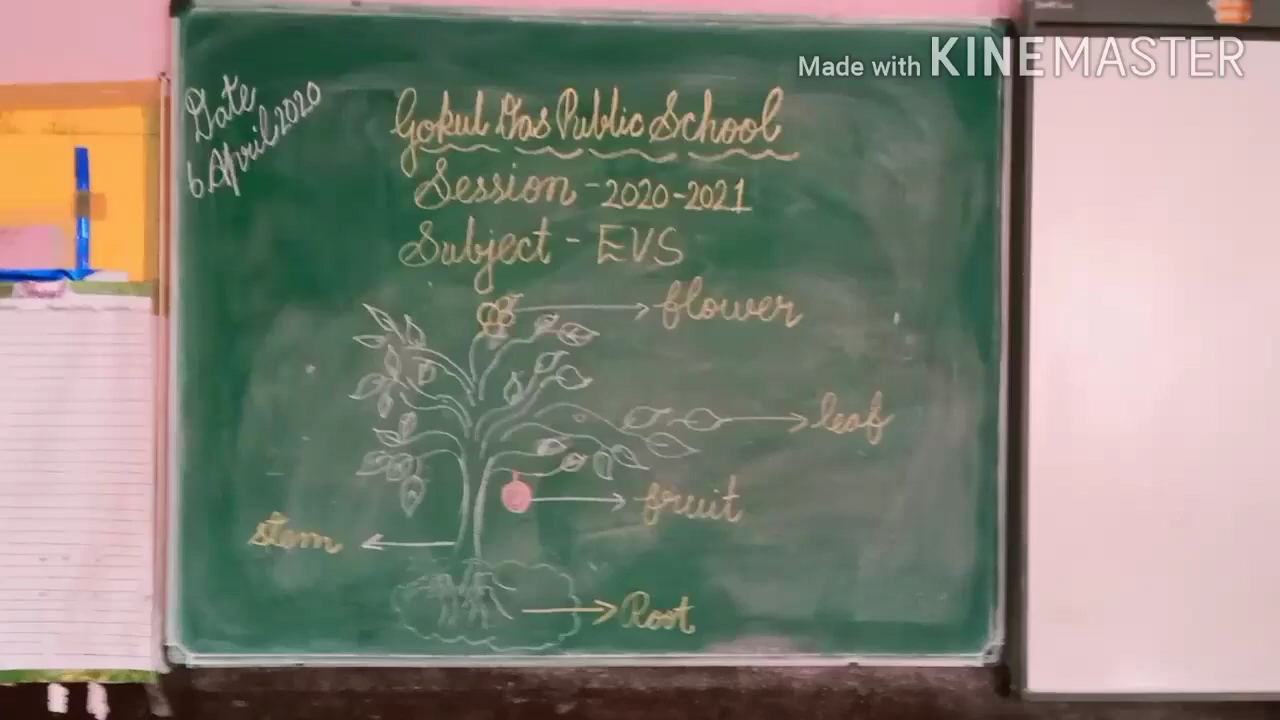 Made with KINEMASTER
Date
6 April 2020
Gokul Das Public School
Session - 2020-2021
Subject - EVS
flower
leaf
fruit
stem
Root